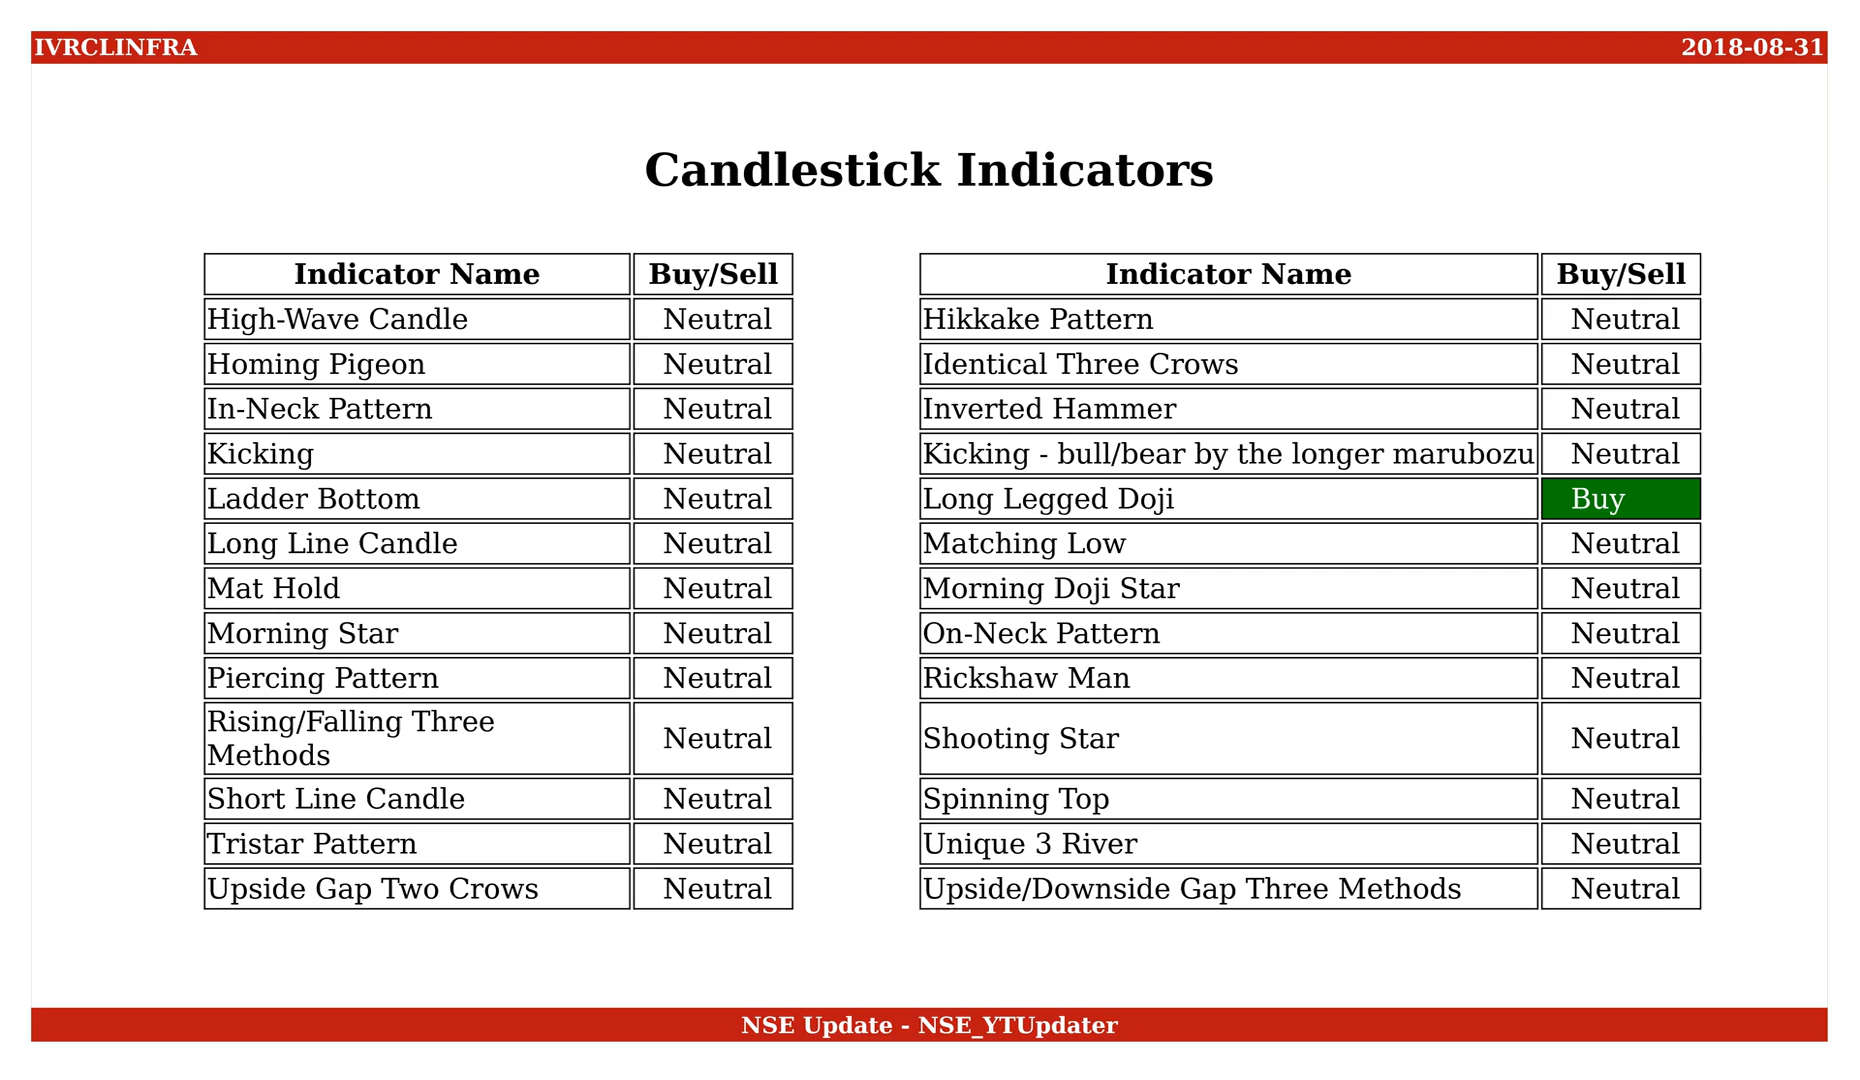 IVRCLINFRA 2018-08-31
Candlestick Indicators
Indicator Name Buy/Sell Indicator Name Buy/Sell
High-Wave Candle Neutral Hikkake Pattern Neutral
Homing Pigeon Neutral Identical Three Crows Neutral
In-Neck Pattern Neutral Inverted Hammer Neutral
Kicking Neutral Kicking - bull/bear by the longer marubozu Neutral
Ladder Bottom Neutral Long Legged Doji Buy
Long Line Candle Neutral Matching Low Neutral
Mat Hold Neutral Morning Doji Star Neutral
Morning Star Neutral On-Neck Pattern Neutral
Piercing Pattern Neutral Rickshaw Man Neutral
Rising/Falling Three
Methods Neutral Shooting Star Neutral
Short Line Candle Neutral Spinning Top Neutral
Tristar Pattern Neutral Unique 3 River Neutral
Upside Gap Two Crows Neutral Upside/Downside Gap Three Methods Neutral
NSE Update - NSE_YTUpdater